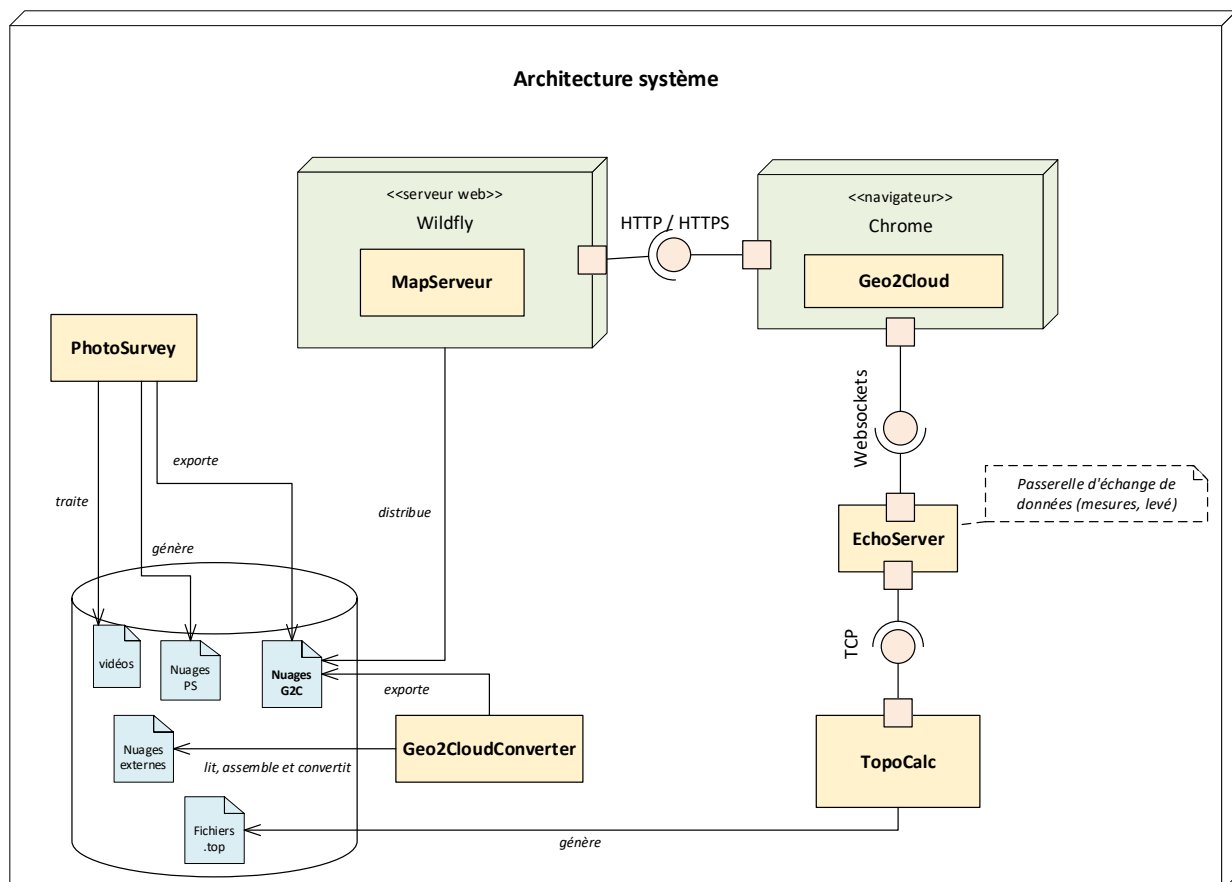 Architecture système
<<serveur web>>
Wildfly
MapServeur
HTTP / HTTPS
<<navigateur>>
Chrome
Geo2Cloud
PhotoSurvey
Websockets
exporte
traite
distribue
génère
Passerelle d'échange de
données (mesures, levé)
EchoServer
vidéos
Nuages
PS
Nuages
G2C
TCP
exporte
Nuages
externes
lit, assemble et convertit
Geo2CloudConverter
TopoCalc
Fichiers
.top
génère